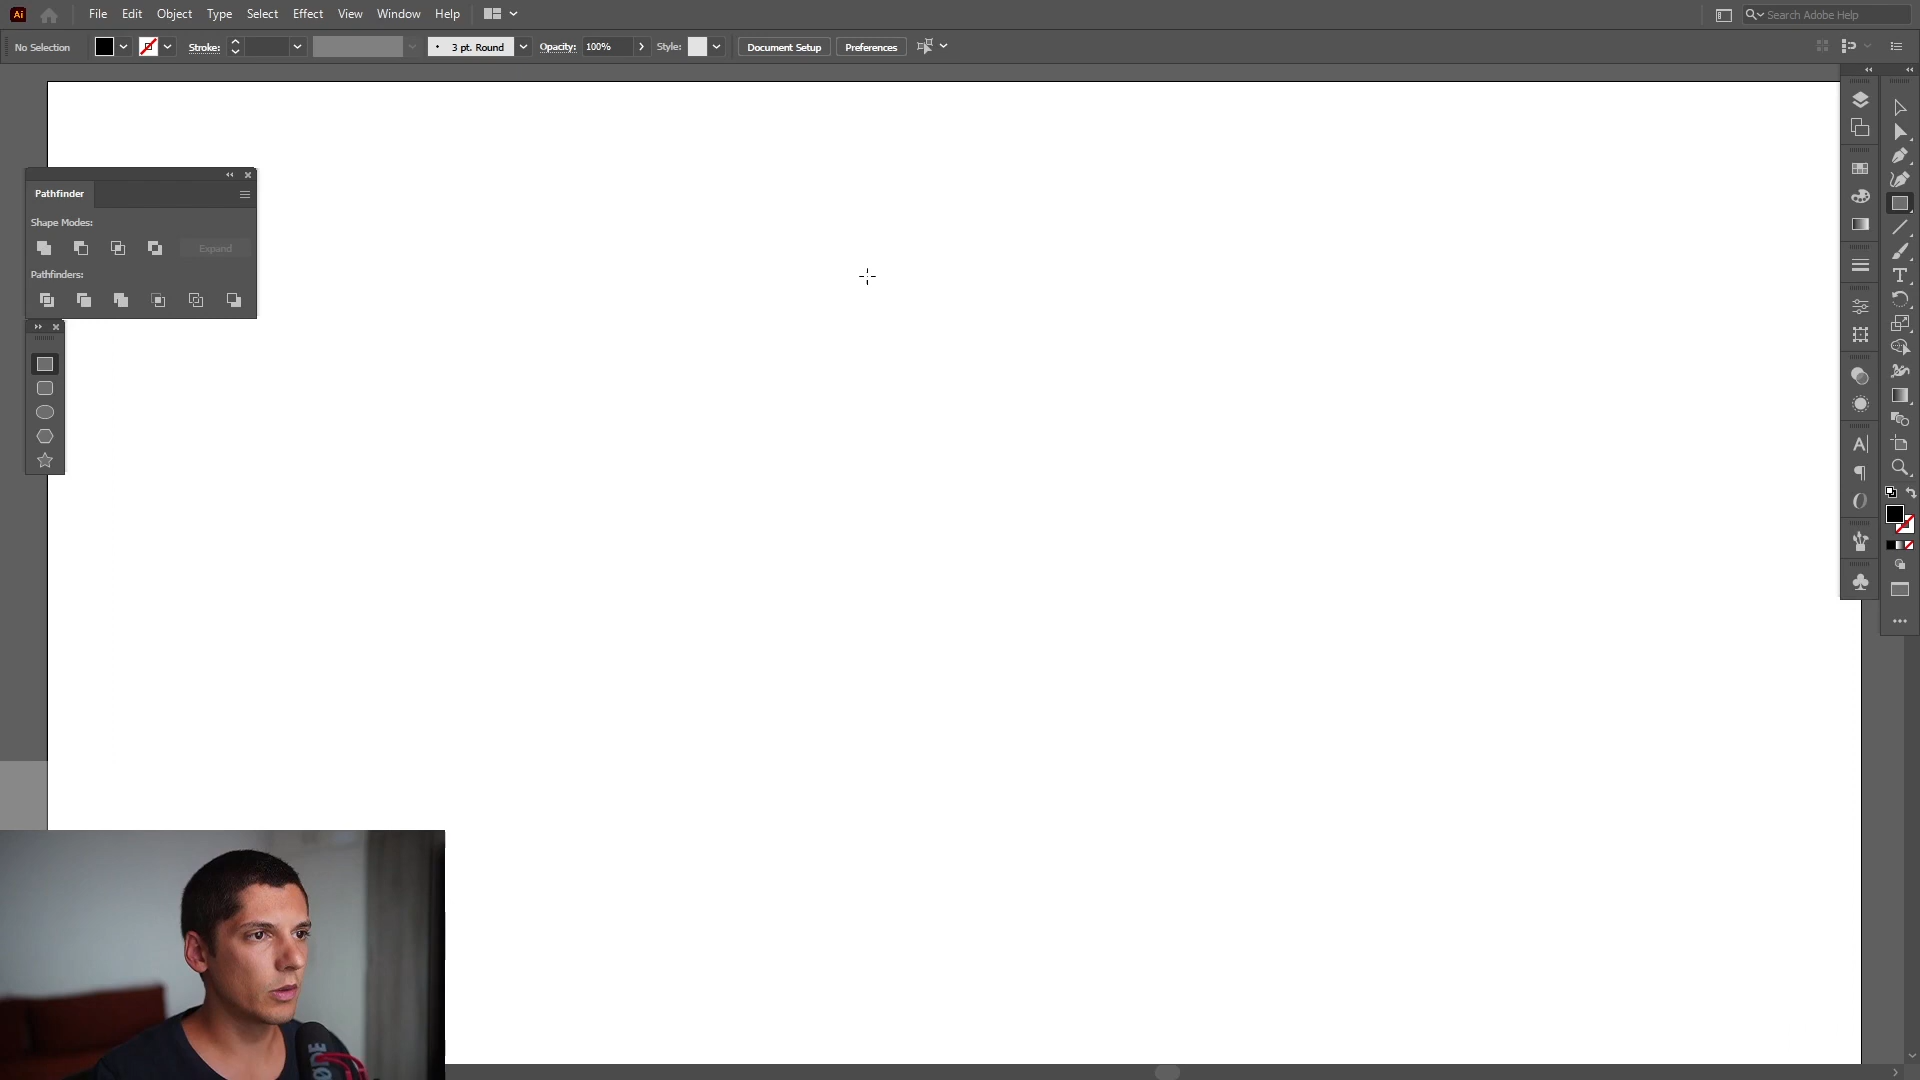 Ai
File Edit Object Type Select Effect View Window Help
Search Adobe Help
No Selection
Stroke:
3 pt. Round
Opacity: 100%
Style:
Document Setup
Preferences
Pathfinder
Shape Modes:
Expand
Pathfinders: